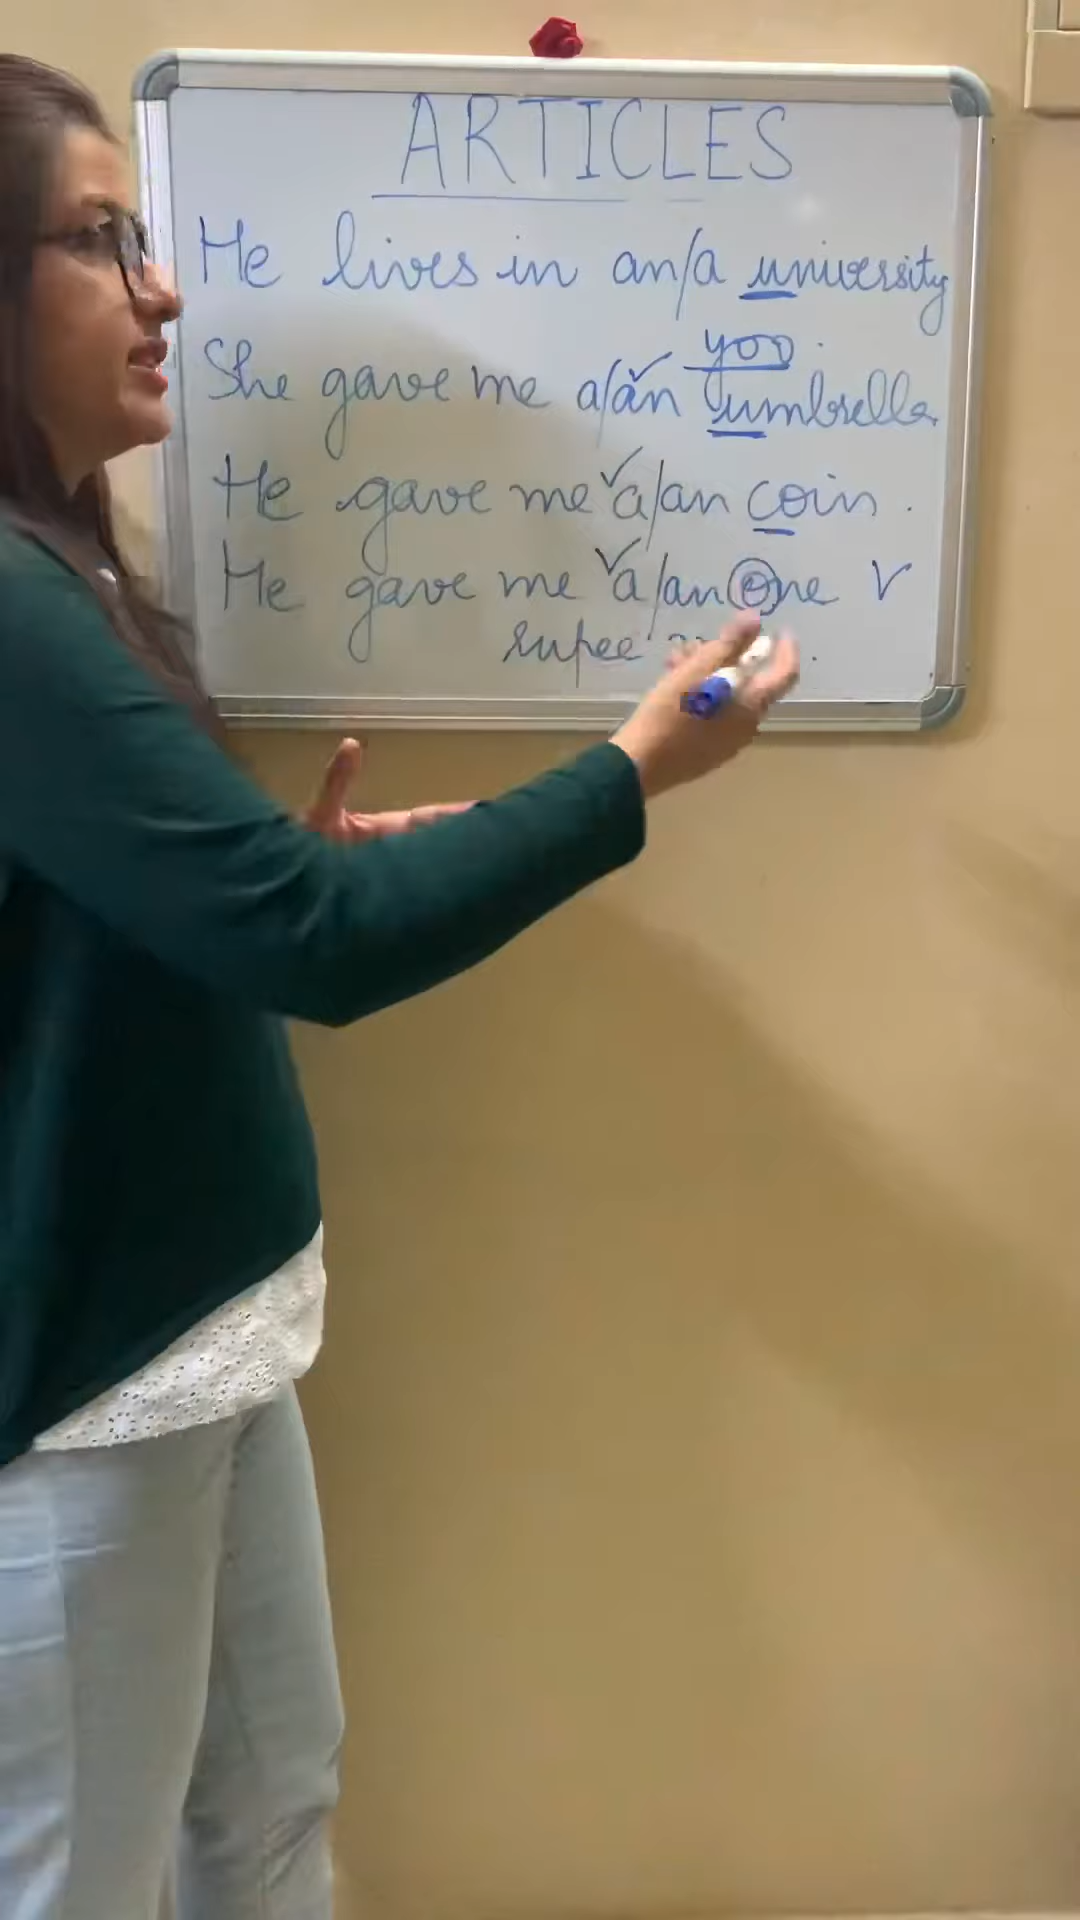 ARTICLES
He lives in an/a university
yoo
She gave me a/an umbrella.
He gave me a/an coin.
He gave me a/an one
rupee